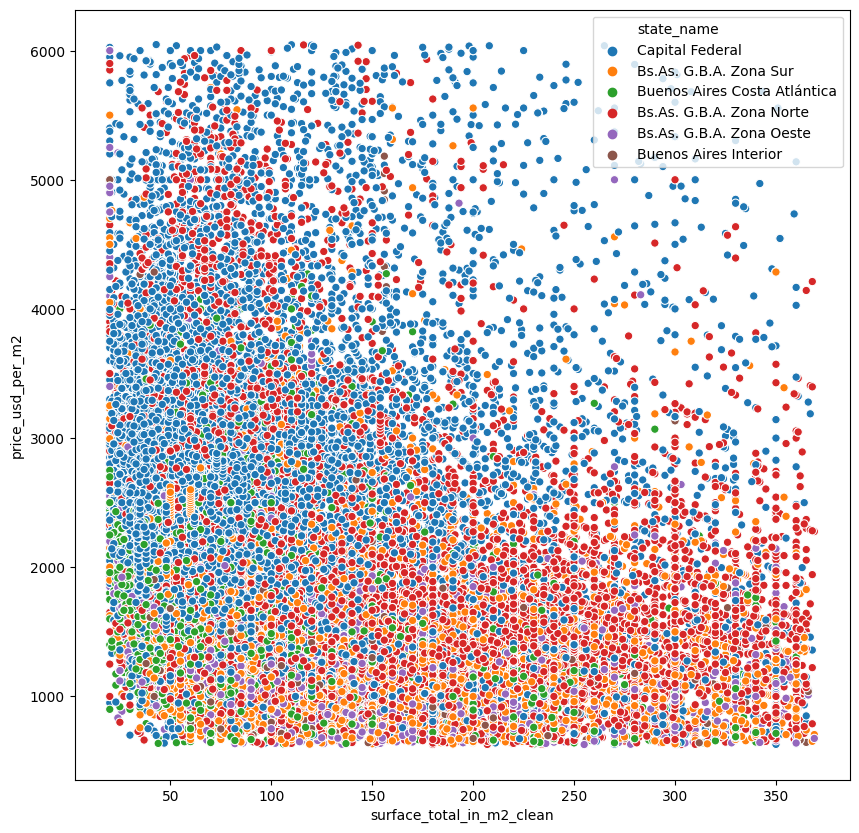 state_name
Capital Federal
Bs.As. G.B.A. Zona Sur
Buenos Aires Costa Atlántica
Bs.As. G.B.A. Zona Norte
Bs.As. G.B.A. Zona Oeste
Buenos Aires Interior
6000
5000
4000
3000
2000
1000
price_usd_per_m2
50 100 150 200 250 300 350
surface_total_in_m2_clean